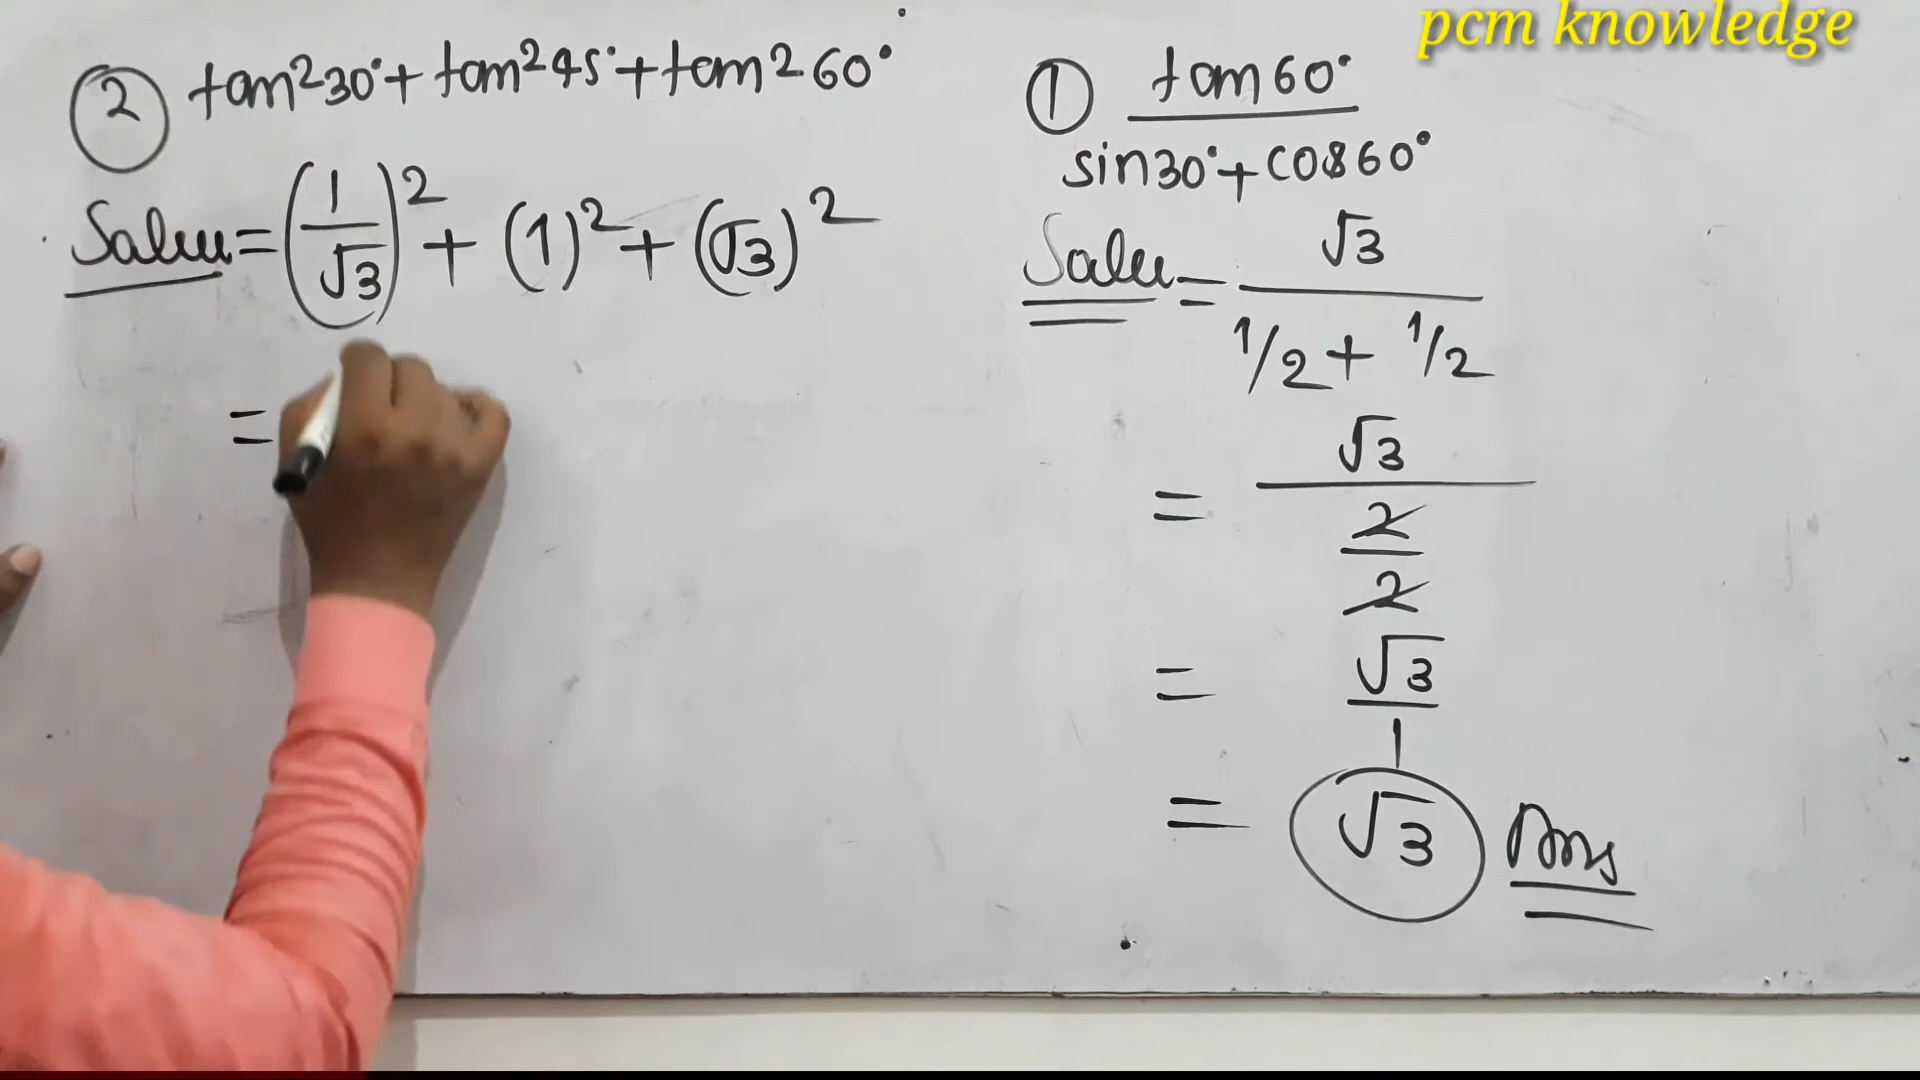 pcm knowledge
② tan²30°+ tan²45°+tan²60°
Solu = (1/√3)² + (1)² + (√3)²
=
① tan60°
sin30°+cos60°
Solu = √3
1/2 + 1/2
= √3
2
2
= √3
1
= √3 Ans